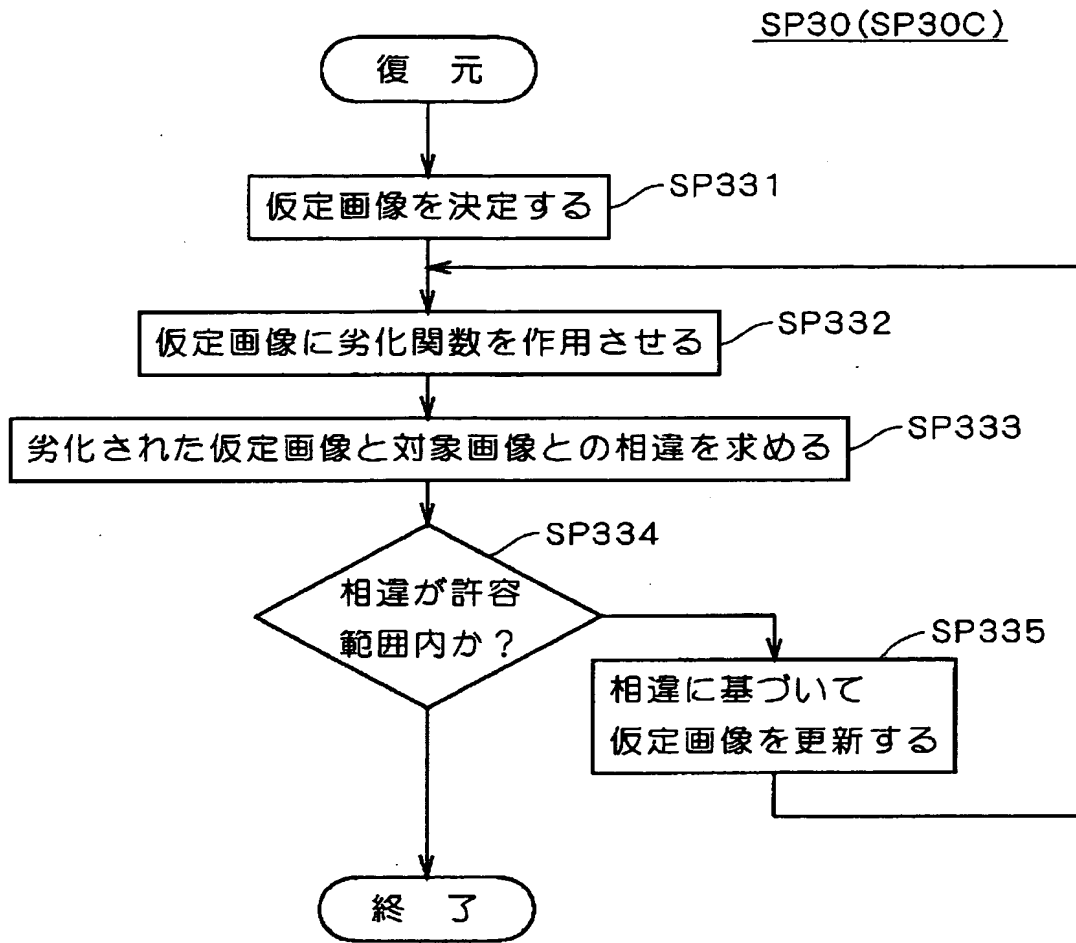 SP30(SP30C)
復 元
仮定画像を決定する
SP331
仮定画像に劣化関数を作用させる
SP332
劣化された仮定画像と対象画像との相違を求める
SP333
相違が許容
範囲内か？
SP334
相違に基づいて
仮定画像を更新する
SP335
終 了